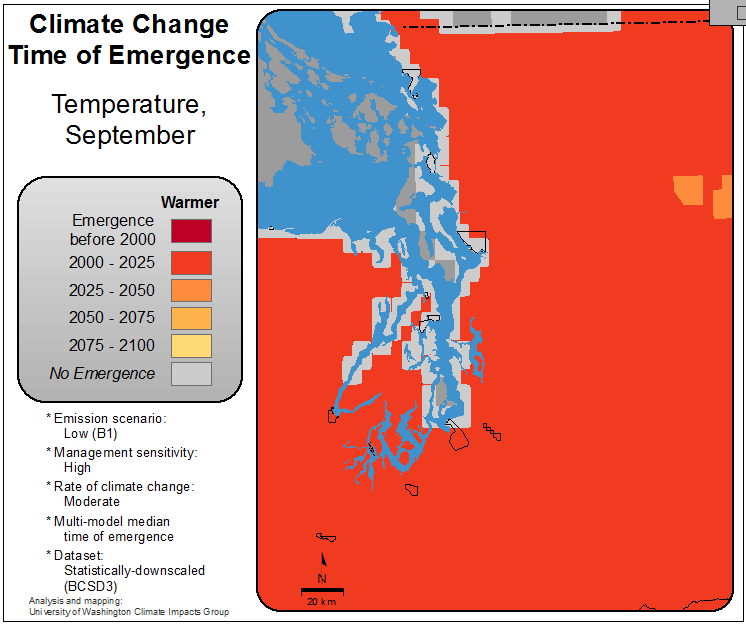 Climate Change
Time of Emergence
Temperature,
September
Warmer
Emergence
before 2000
2000 - 2025
2025 - 2050
2050 - 2075
2075 - 2100
No Emergence
* Emission scenario:
Low (B1)
* Management sensitivity:
High
* Rate of climate change:
Moderate
* Multi-model median
time of emergence
* Dataset:
Statistically-downscaled
(BCSD3)
Analysis and mapping:
University of Washington Climate Impacts Group
N
20 km